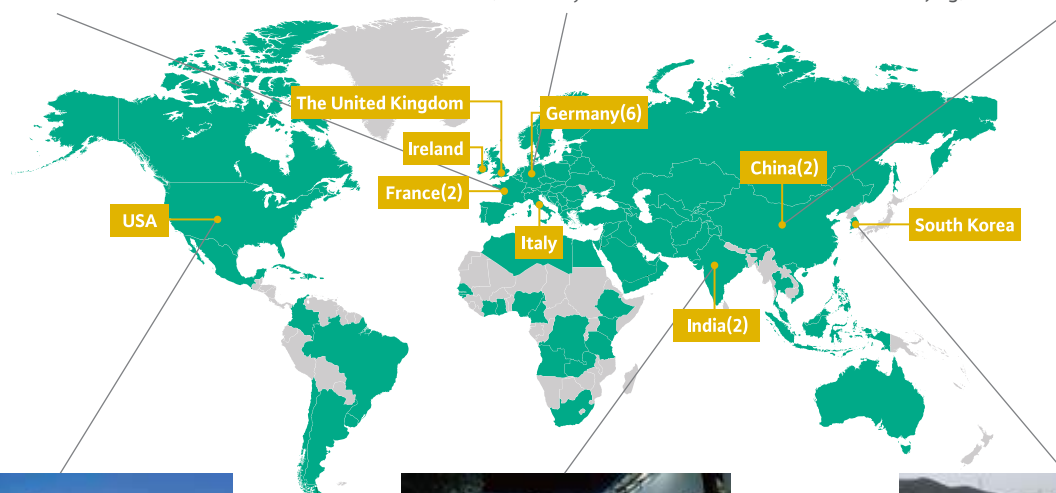 The United Kingdom
Germany(6)
Ireland
China(2)
France(2)
USA
South Korea
Italy
India(2)